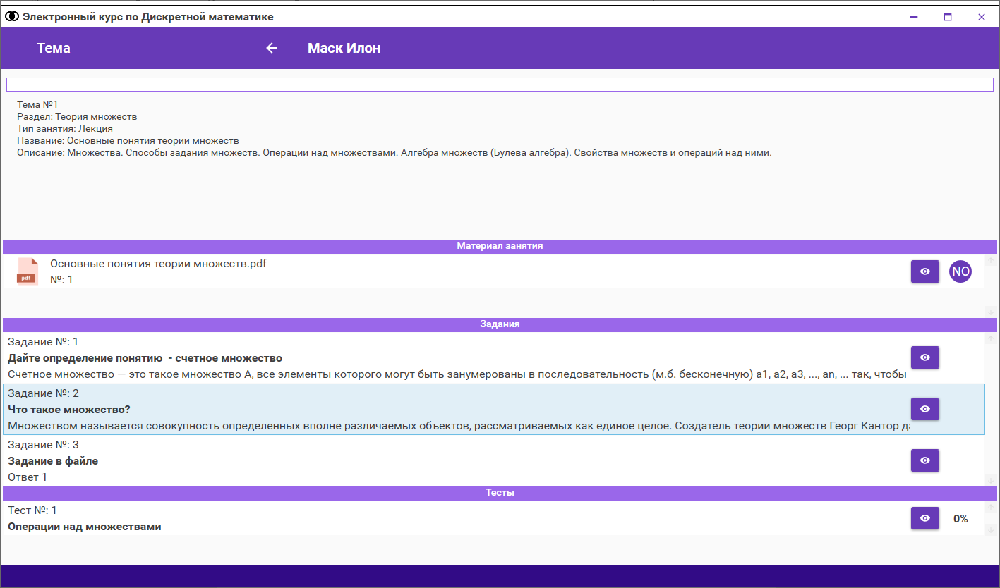 Электронный курс по Дискретной математике
Тема
Маск Илон
Тема №1
Раздел: Теория множеств
Тип занятия: Лекция
Название: Основные понятия теории множеств
Описание: Множества. Способы задания множеств. Операции над множествами. Алгебра множеств (Булева алгебра). Свойства множеств и операций над ними.
Материал занятия
pdf
Основные понятия теории множеств.pdf
№: 1
NO
Задания
Задание №: 1
Дайте определение понятию - счетное множество
Счетное множество — это такое множество А, все элементы которого могут быть занумерованы в последовательность (м.б. бесконечную) a1, a2, a3, ..., an, ... так, чтобы
Задание №: 2
Что такое множество?
Множеством называется совокупность определенных вполне различаемых объектов, рассматриваемых как единое целое. Создатель теории множеств Георг Кантор
Задание №: 3
Задание в файле
Ответ 1
Тесты
Тест №: 1
Операции над множествами
0%